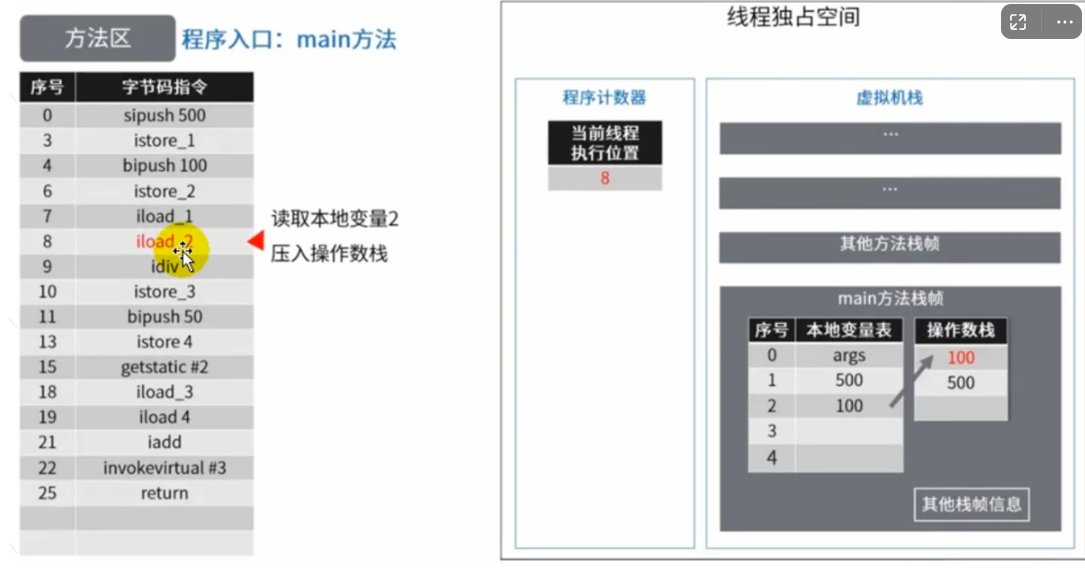 方法区 程序入口：main方法
序号 字节码指令
0 sipush 500
3 istore_1
4 bipush 100
6 istore_2
7 iload_1
8 iload_2
9 idiv
10 istore_3
11 bipush 50
13 istore 4
15 getstatic #2
18 iload_3
19 iload 4
21 iadd
22 invokevirtual #3
25 return
读取本地变量2
压入操作数栈
线程独占空间
程序计数器
当前线程
执行位置
8
虚拟机栈
...
...
其他方法栈帧
main方法栈帧
序号 本地变量表
0 args
1 500
2 100
3
4
操作数栈
100
500
其他栈帧信息